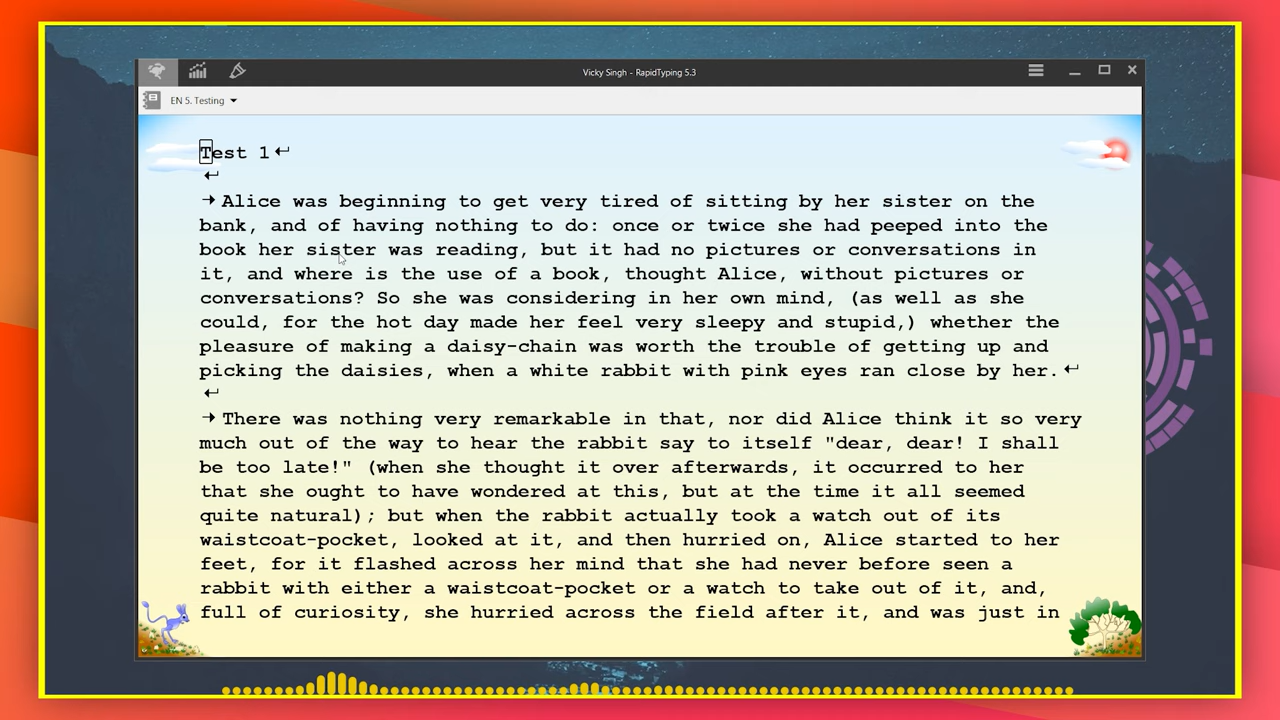 Vicky Singh - RapidTyping 5.3
EN 5. Testing
Test 1
Alice was beginning to get very tired of sitting by her sister on the
bank, and of having nothing to do: once or twice she had peeped into the
book her sister was reading, but it had no pictures or conversations in
it, and where is the use of a book, thought Alice, without pictures or
conversations? So she was considering in her own mind, (as well as she
could, for the hot day made her feel very sleepy and stupid,) whether the
pleasure of making a daisy-chain was worth the trouble of getting up and
picking the daisies, when a white rabbit with pink eyes ran close by her.
There was nothing very remarkable in that, nor did Alice think it so very
much out of the way to hear the rabbit say to itself "dear, dear! I shall
be too late!" (when she thought it over afterwards, it occurred to her
that she ought to have wondered at this, but at the time it all seemed
quite natural); but when the rabbit actually took a watch out of its
waistcoat-pocket, looked at it, and then hurried on, Alice started to her
feet, for it flashed across her mind that she had never before seen a
rabbit with either a waistcoat-pocket or a watch to take out of it, and,
full of curiosity, she hurried across the field after it, and was just in